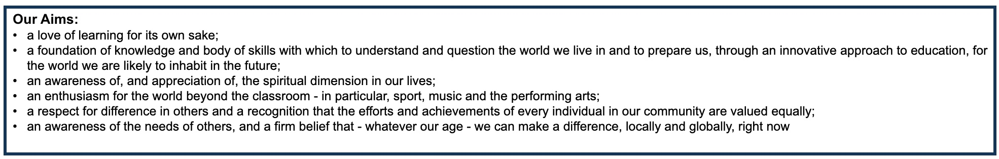 Our Aims:
• a love of learning for its own sake;
• a foundation of knowledge and body of skills with which to understand and question the world we live in and to prepare us, through an innovative approach to education, for
the world we are likely to inhabit in the future;
• an awareness of, and appreciation of, the spiritual dimension in our lives;
• an enthusiasm for the world beyond the classroom - in particular, sport, music and the performing arts;
• a respect for difference in others and a recognition that the efforts and achievements of every individual in our community are valued equally;
• an awareness of the needs of others, and a firm belief that - whatever our age - we can make a difference, locally and globally, right now